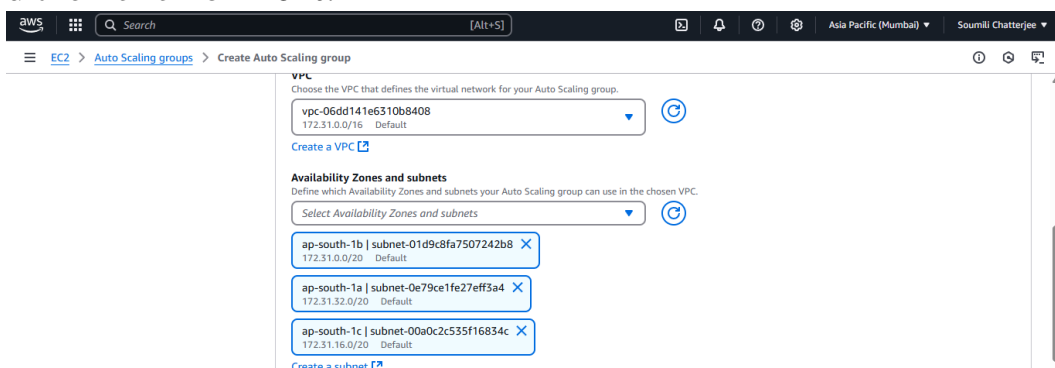 aws
Search [Alt+S] Asia Pacific (Mumbai) ▼ Soumili Chatterjee ▼
EC2 > Auto Scaling groups > Create Auto Scaling group
VPC
Choose the VPC that defines the virtual network for your Auto Scaling group.
vpc-06dd141e6310b8408
172.31.0.0/16 Default
Create a VPC
Availability Zones and subnets
Define which Availability Zones and subnets your Auto Scaling group can use in the chosen VPC.
Select Availability Zones and subnets
ap-south-1b | subnet-01d9c8fa7507242b8
172.31.0.0/20 Default
ap-south-1a | subnet-0e79ce1fe27eff3a4
172.31.32.0/20 Default
ap-south-1c | subnet-00a0c2c535f16834c
172.31.16.0/20 Default
Create a subnet